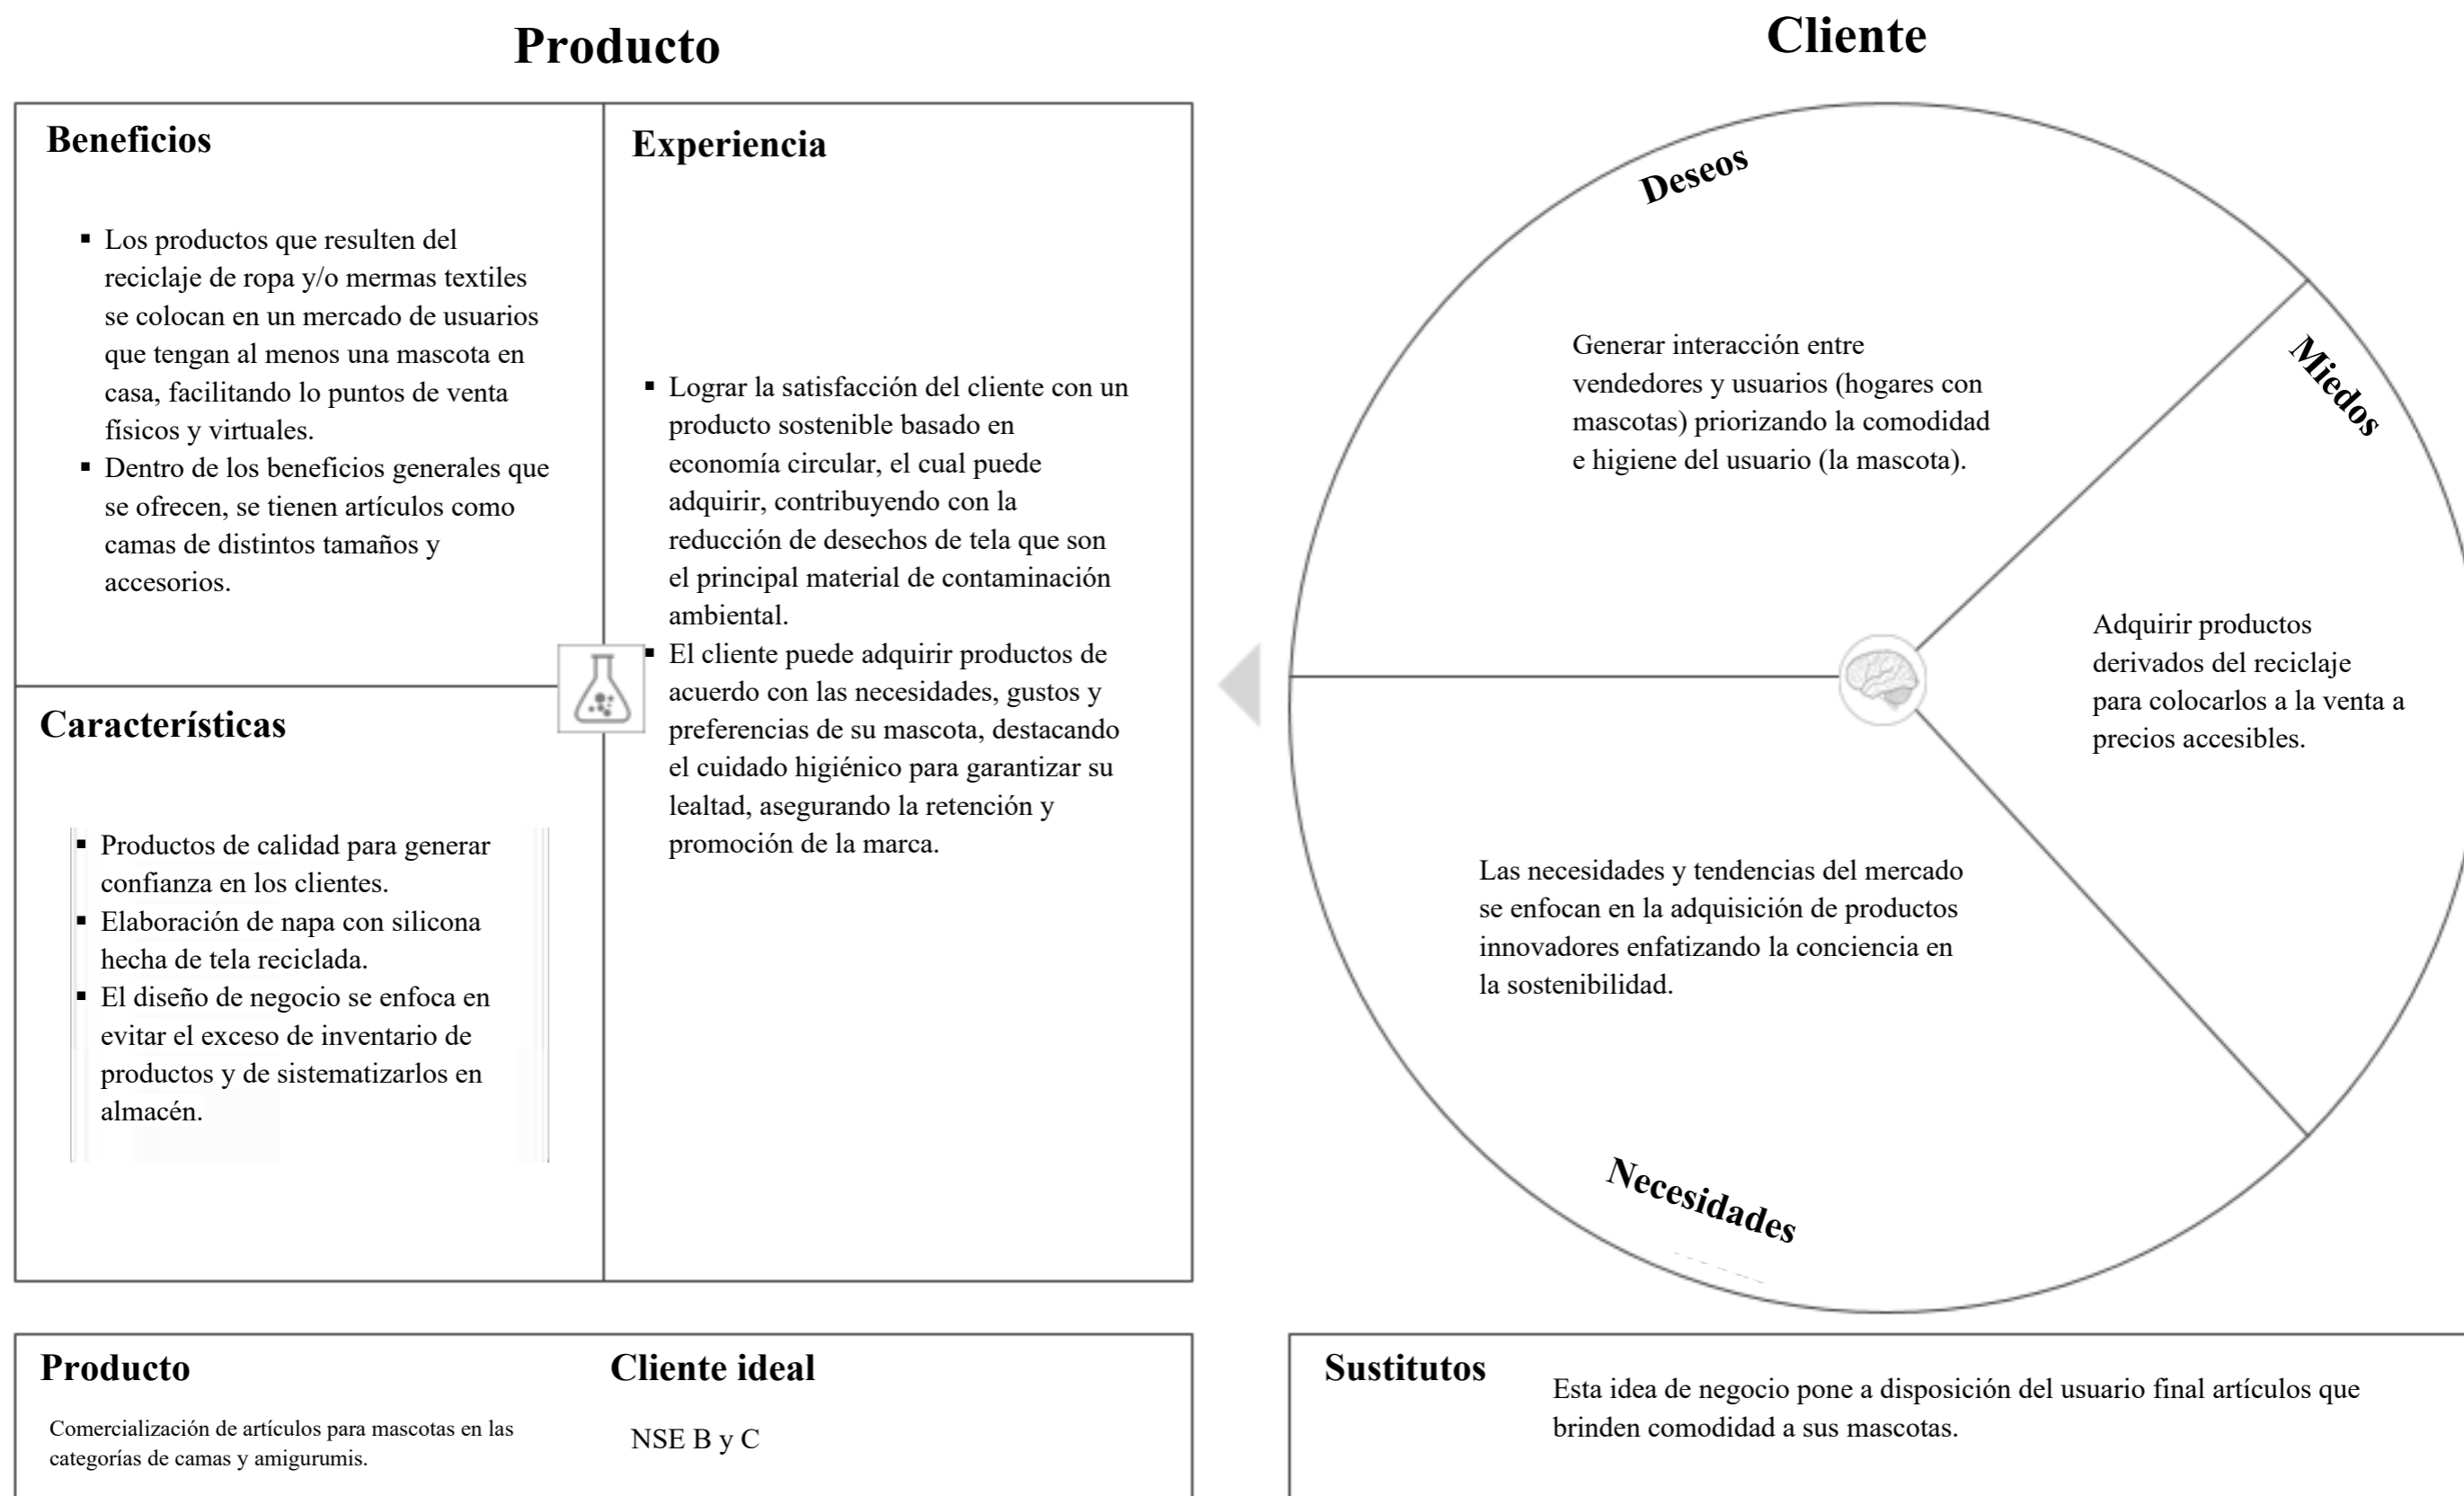 Producto
Beneficios
▪ Los productos que resulten del
reciclaje de ropa y/o mermas textiles
se colocan en un mercado de usuarios
que tengan al menos una mascota en
casa, facilitando lo puntos de venta
físicos y virtuales.
▪ Dentro de los beneficios generales que
se ofrecen, se tienen artículos como
camas de distintos tamaños y
accesorios.
Experiencia
▪ Lograr la satisfacción del cliente con un
producto sostenible basado en
economía circular, el cual puede
adquirir, contribuyendo con la
reducción de desechos de tela que son
el principal material de contaminación
ambiental.
▪ El cliente puede adquirir productos de
acuerdo con las necesidades, gustos y
preferencias de su mascota, destacando
el cuidado higiénico para garantizar su
lealtad, asegurando la retención y
promoción de la marca.
Características
▪ Productos de calidad para generar
confianza en los clientes.
▪ Elaboración de napa con silicona
hecha de tela reciclada.
▪ El diseño de negocio se enfoca en
evitar el exceso de inventario de
productos y de sistematizarlos en
almacén.
Cliente
Deseos
Generar interacción entre
vendedores y usuarios (hogares con
mascotas) priorizando la comodidad
e higiene del usuario (la mascota).
Miedos
Adquirir productos
derivados del reciclaje
para colocarlos a la venta a
precios accesibles.
Las necesidades y tendencias del mercado
se enfocan en la adquisición de productos
innovadores enfatizando la conciencia en
la sostenibilidad.
Necesidades
Producto
Comercialización de artículos para mascotas en las
categorías de camas y amigurumis.
Cliente ideal
NSE B y C
Sustitutos
Esta idea de negocio pone a disposición del usuario final artículos que
brinden comodidad a sus mascotas.